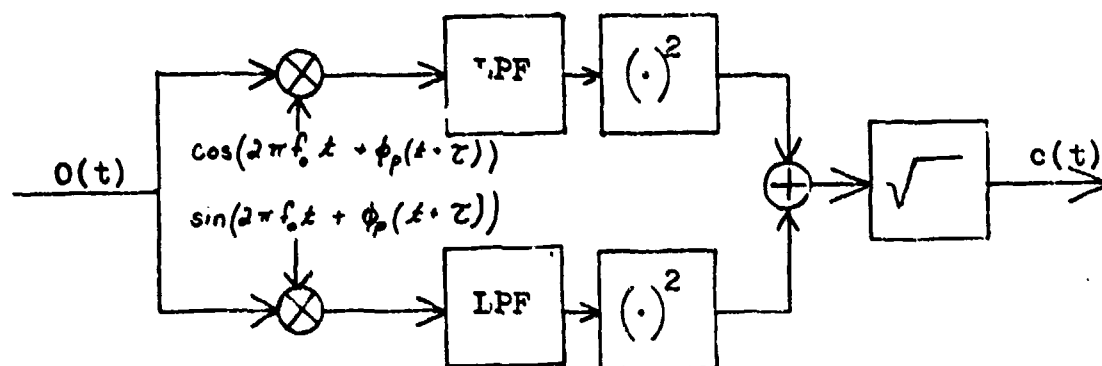 LPF
(·)²
cos(2πf₀t + ϕₚ(t+τ))
O(t)
c(t)
√
sin(2πf₀t + ϕₚ(t+τ))
LPF
(·)²